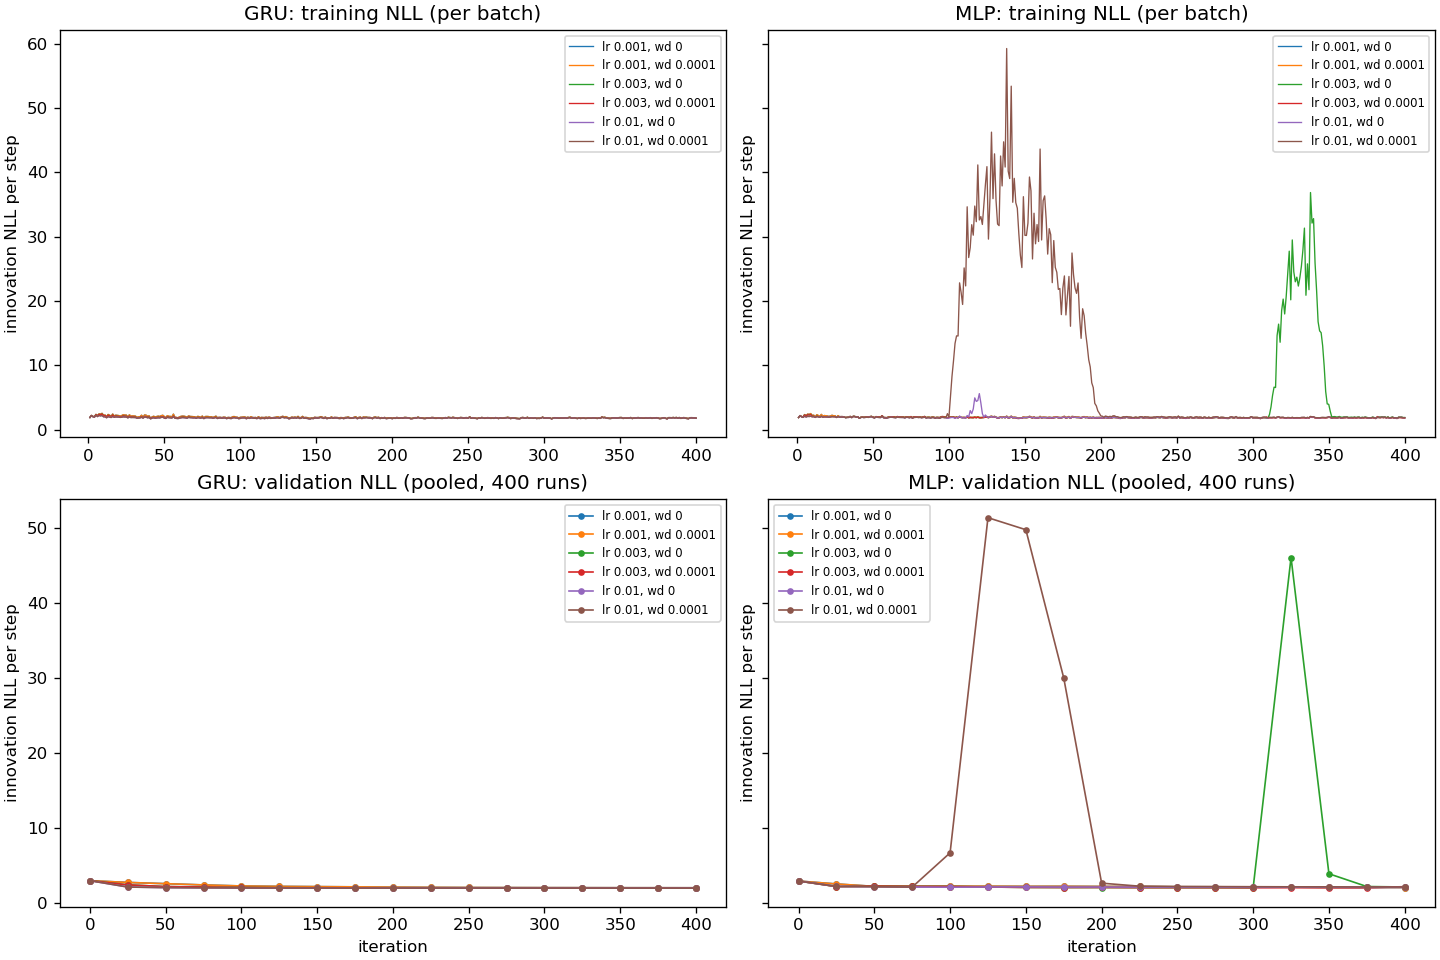 GRU: training NLL (per batch)
innovation NLL per step
60
50
40
30
20
10
0
0 50 100 150 200 250 300 350 400
lr 0.001, wd 0
lr 0.001, wd 0.0001
lr 0.003, wd 0
lr 0.003, wd 0.0001
lr 0.01, wd 0
lr 0.01, wd 0.0001
MLP: training NLL (per batch)
innovation NLL per step
0 50 100 150 200 250 300 350 400
lr 0.001, wd 0
lr 0.001, wd 0.0001
lr 0.003, wd 0
lr 0.003, wd 0.0001
lr 0.01, wd 0
lr 0.01, wd 0.0001
GRU: validation NLL (pooled, 400 runs)
innovation NLL per step
50
40
30
20
10
0
0 50 100 150 200 250 300 350 400
iteration
lr 0.001, wd 0
lr 0.001, wd 0.0001
lr 0.003, wd 0
lr 0.003, wd 0.0001
lr 0.01, wd 0
lr 0.01, wd 0.0001
MLP: validation NLL (pooled, 400 runs)
innovation NLL per step
0 50 100 150 200 250 300 350 400
iteration
lr 0.001, wd 0
lr 0.001, wd 0.0001
lr 0.003, wd 0
lr 0.003, wd 0.0001
lr 0.01, wd 0
lr 0.01, wd 0.0001